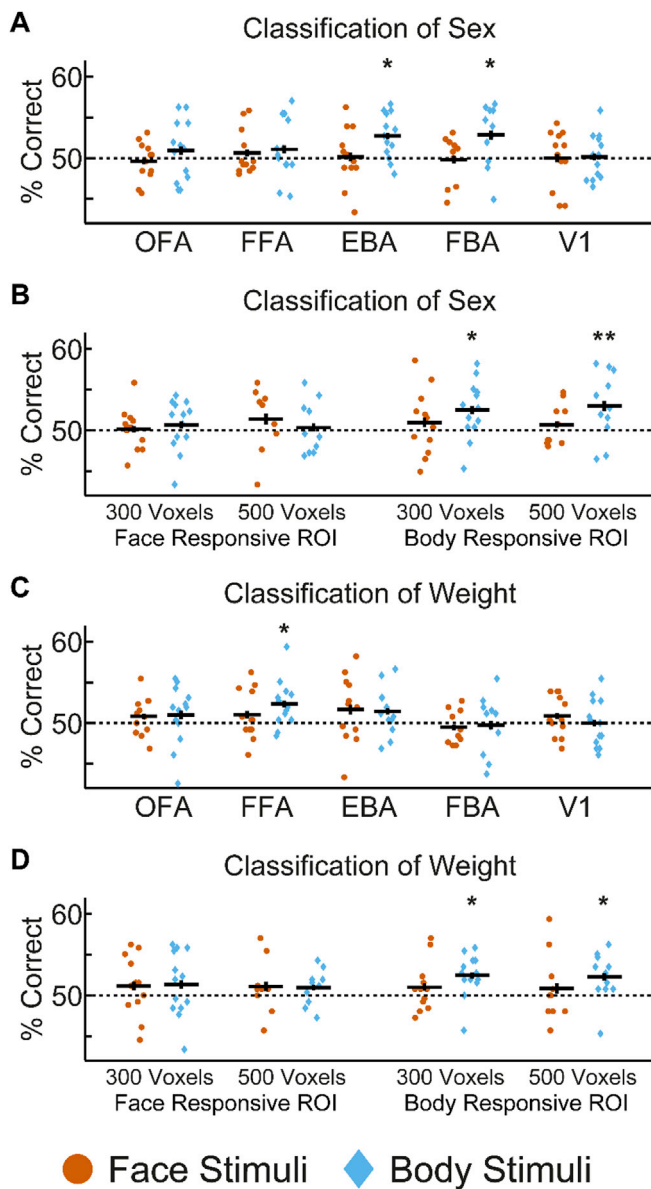 A
Classification of Sex
% Correct
60
50
* *
OFA FFA EBA FBA V1
B
Classification of Sex
% Correct
60
50
* **
300 Voxels 500 Voxels 300 Voxels 500 Voxels
Face Responsive ROI Body Responsive ROI
C
Classification of Weight
% Correct
60
50
*
OFA FFA EBA FBA V1
D
Classification of Weight
% Correct
60
50
* *
300 Voxels 500 Voxels 300 Voxels 500 Voxels
Face Responsive ROI Body Responsive ROI
Face Stimuli Body Stimuli